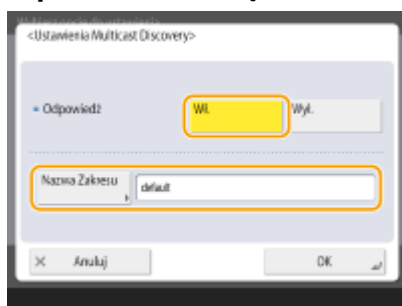 <Ustawienia Multicast Discovery>
Odpowiedź
Wł.
Wył.
Nazwa Zakresu
default
Anuluj
OK